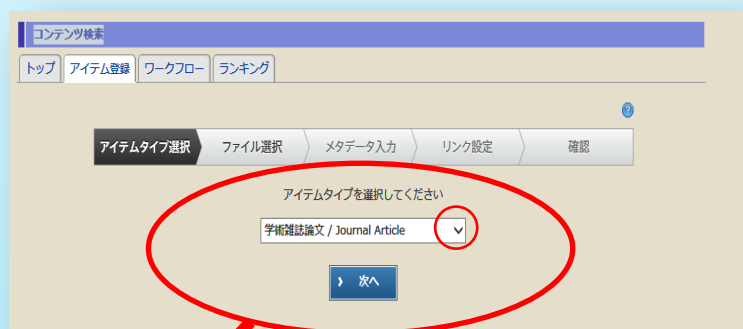 コンテンツ検索
トップ アイテム登録 ワークフロー ランキング
?
アイテムタイプ選択 ファイル選択 メタデータ入力 リンク設定 確認
アイテムタイプを選択してください
学術雑誌論文 / Journal Article
次へ